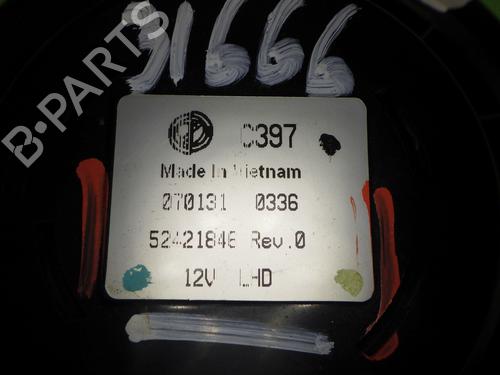 91666
B-PARTS
C397
Made In Vietnam
070131 0336
52421846 Rev.0
12V LHD